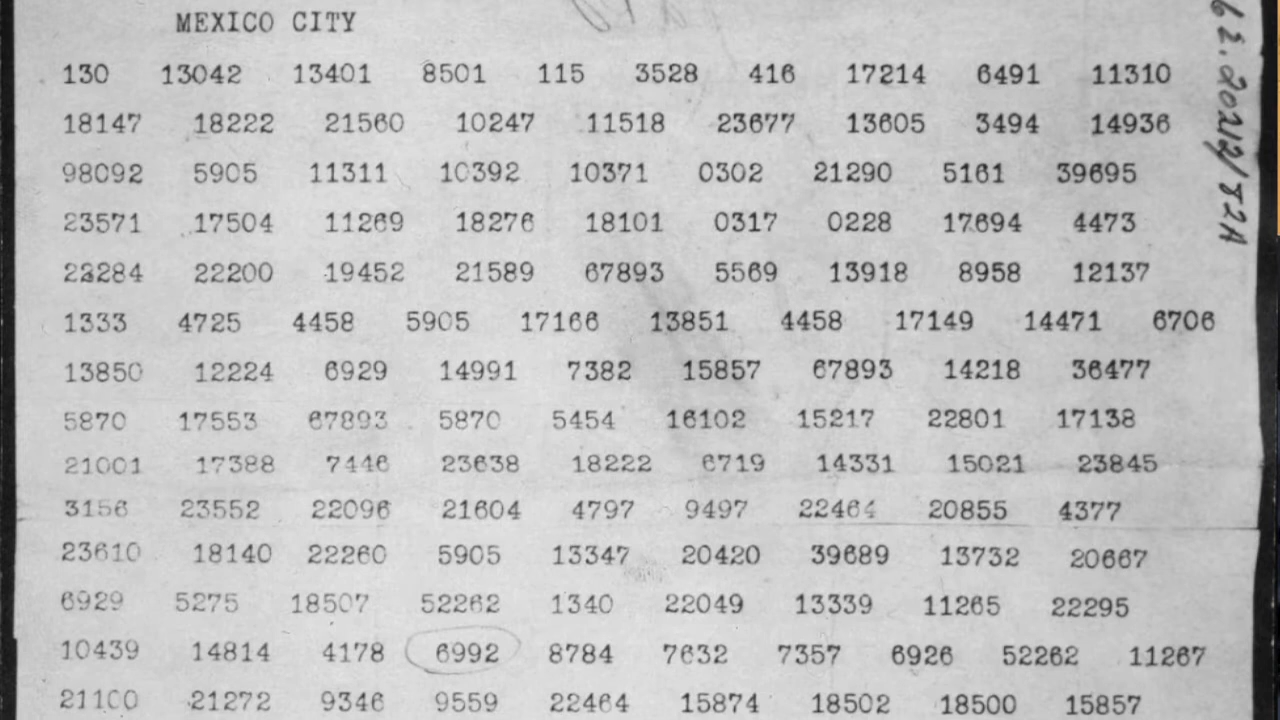 MEXICO CITY
130 13042 13401 8501 115 3528 416 17214 6491 11310
18147 18222 21560 10247 11518 23677 13605 3494 14936
98092 5905 11311 10392 10371 0302 21290 5161 39695
23571 17504 11269 18276 18101 0317 0228 17694 4473
22284 22200 19452 21589 67893 5569 13918 8958 12137
1333 4725 4458 5905 17166 13851 4458 17149 14471 6706
13850 12224 6929 14991 7382 15857 67893 14218 36477
5870 17553 67893 5870 5454 16102 15217 22801 17138
21001 17388 7446 23638 18222 6719 14331 15021 23845
3156 23552 22096 21604 4797 9497 22464 20855 4377
23610 18140 22260 5905 13347 20420 39689 13732 20667
6929 5275 18507 52262 1340 22049 13339 11265 22295
10439 14814 4178 6992 8784 7632 7357 6926 52262 11267
21100 21272 9346 9559 22464 15874 18502 18500 15857